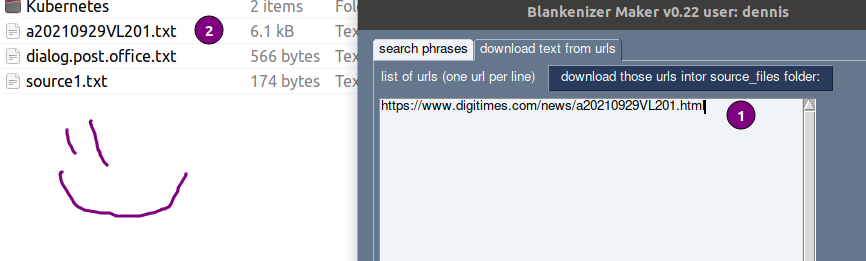 Kubernetes 2 items Fol
a20210929VL201.txt 2 6.1 kB Tex
dialog.post.office.txt 566 bytes Tex
source1.txt 174 bytes Tex
Blankenizer Maker v0.22 user: dennis
search phrases download text from urls
list of urls (one url per line) download those urls intor source_files folder:
https://www.digitimes.com/news/a20210929VL201.html
1